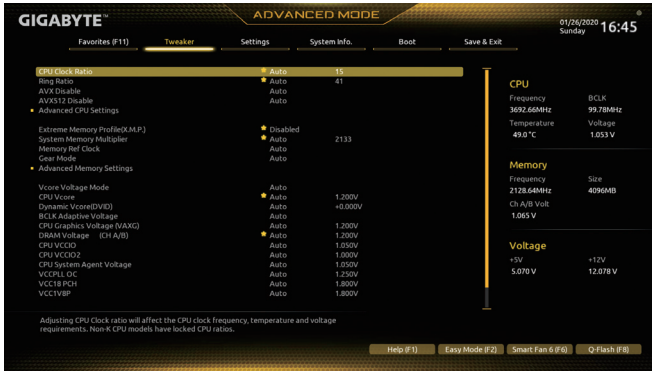 GIGABYTE™
ADVANCED MODE
01/26/2020
Sunday
16:45
Favorites (F11)
Tweaker
Settings
System Info.
Boot
Save & Exit
CPU Clock Ratio Auto 15
Ring Ratio Auto 41
AVX Disable Auto
AVX512 Disable Auto
Advanced CPU Settings
Extreme Memory Profile(X.M.P.) Disabled
System Memory Multiplier Auto 2133
Memory Ref Clock Auto
Gear Mode Auto
Advanced Memory Settings
Vcore Voltage Mode Auto
CPU Vcore Auto 1.200V
Dynamic Vcore(DVID) Auto +0.000V
BCLK Adaptive Voltage Auto
CPU Graphics Voltage (VAXG) Auto 1.200V
DRAM Voltage (CH A/B) Auto 1.200V
CPU VCCIO Auto 1.050V
CPU VCCIO2 Auto 1.000V
CPU System Agent Voltage Auto 1.050V
VCCPLL OC Auto 1.250V
VCC18 PCH Auto 1.800V
VCC1V8P Auto 1.800V
CPU
Frequency BCLK
3692.66MHz 99.78MHz
Temperature Voltage
49.0 °C 1.053 V
Memory
Frequency Size
2128.64MHz 4096MB
Ch A/B Volt
1.065 V
Voltage
+5V +12V
5.070 V 12.078 V
Adjusting CPU Clock ratio will affect the CPU clock frequency, temperature and voltage
requirements. Non-K CPU models have locked CPU ratios.
Help (F1)
Easy Mode (F2)
Smart Fan 6 (F6)
Q-Flash (F8)